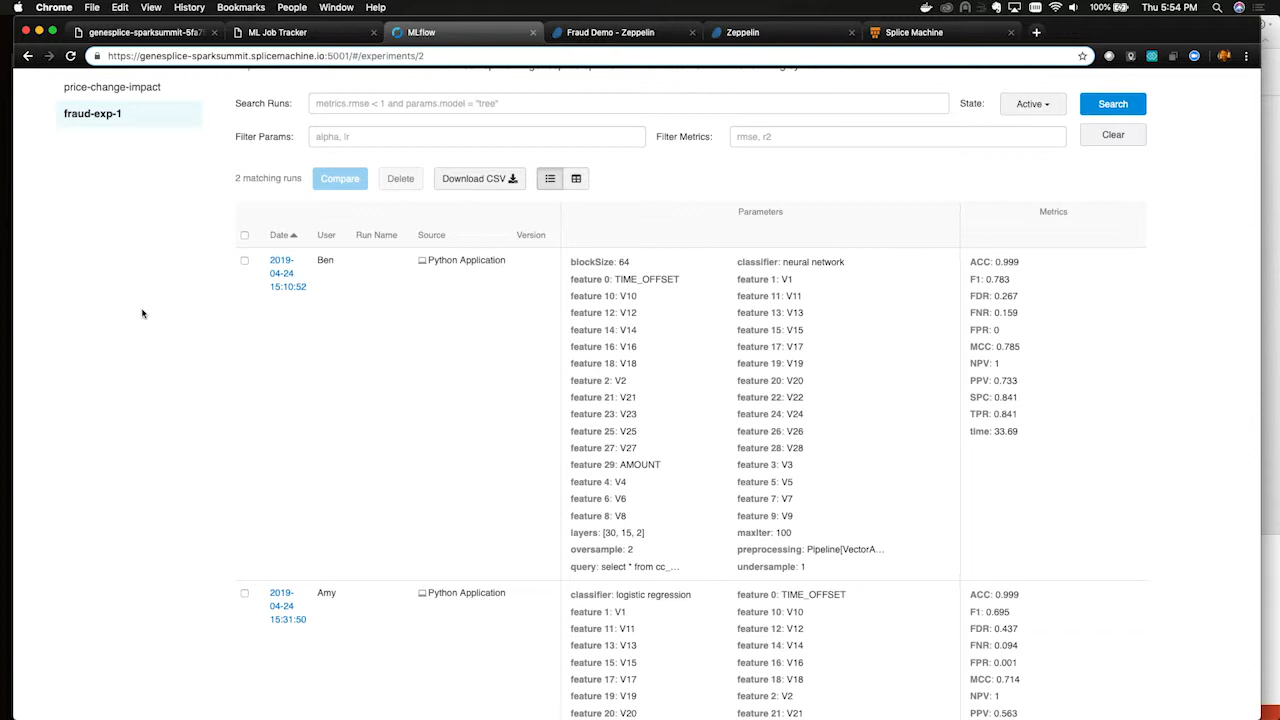 Chrome File Edit View History Bookmarks People Window Help
Thu 5:54 PM
genesplice-sparksummit-5fa7
ML Job Tracker
MLflow
Fraud Demo - Zeppelin
Zeppelin
Splice Machine
https://genesplice-sparksummit.splicemachine.io:5001/#/experiments/2
price-change-impact
fraud-exp-1
Search Runs: metrics.rmse < 1 and params.model = "tree" State: Active Search
Filter Params: alpha, lr Filter Metrics: rmse, r2 Clear
2 matching runs Compare Delete Download CSV
Parameters Metrics
Date User Run Name Source Version
2019-04-24 15:10:52 Ben Python Application
blockSize: 64 classifier: neural network ACC: 0.999
feature 0: TIME_OFFSET feature 1: V1 F1: 0.783
feature 10: V10 feature 11: V11 FDR: 0.267
feature 12: V12 feature 13: V13 FNR: 0.159
feature 14: V14 feature 15: V15 FPR: 0
feature 16: V16 feature 17: V17 MCC: 0.785
feature 18: V18 feature 19: V19 NPV: 1
feature 2: V2 feature 20: V20 PPV: 0.733
feature 21: V21 feature 22: V22 SPC: 0.841
feature 23: V23 feature 24: V24 TPR: 0.841
feature 25: V25 feature 26: V26 time: 33.69
feature 27: V27 feature 28: V28
feature 29: AMOUNT feature 3: V3
feature 4: V4 feature 5: V5
feature 6: V6 feature 7: V7
feature 8: V8 feature 9: V9
layers: [30, 15, 2] maxIter: 100
oversample: 2 preprocessing: Pipeline[VectorA...
query: select * from cc_... undersample: 1
2019-04-24 15:31:50 Amy Python Application
classifier: logistic regression feature 0: TIME_OFFSET ACC: 0.999
feature 1: V1 feature 10: V10 F1: 0.695
feature 11: V11 feature 12: V12 FDR: 0.437
feature 13: V13 feature 14: V14 FNR: 0.094
feature 15: V15 feature 16: V16 FPR: 0.001
feature 17: V17 feature 18: V18 MCC: 0.714
feature 19: V19 feature 2: V2 NPV: 1
feature 20: V20 feature 21: V21 PPV: 0.563